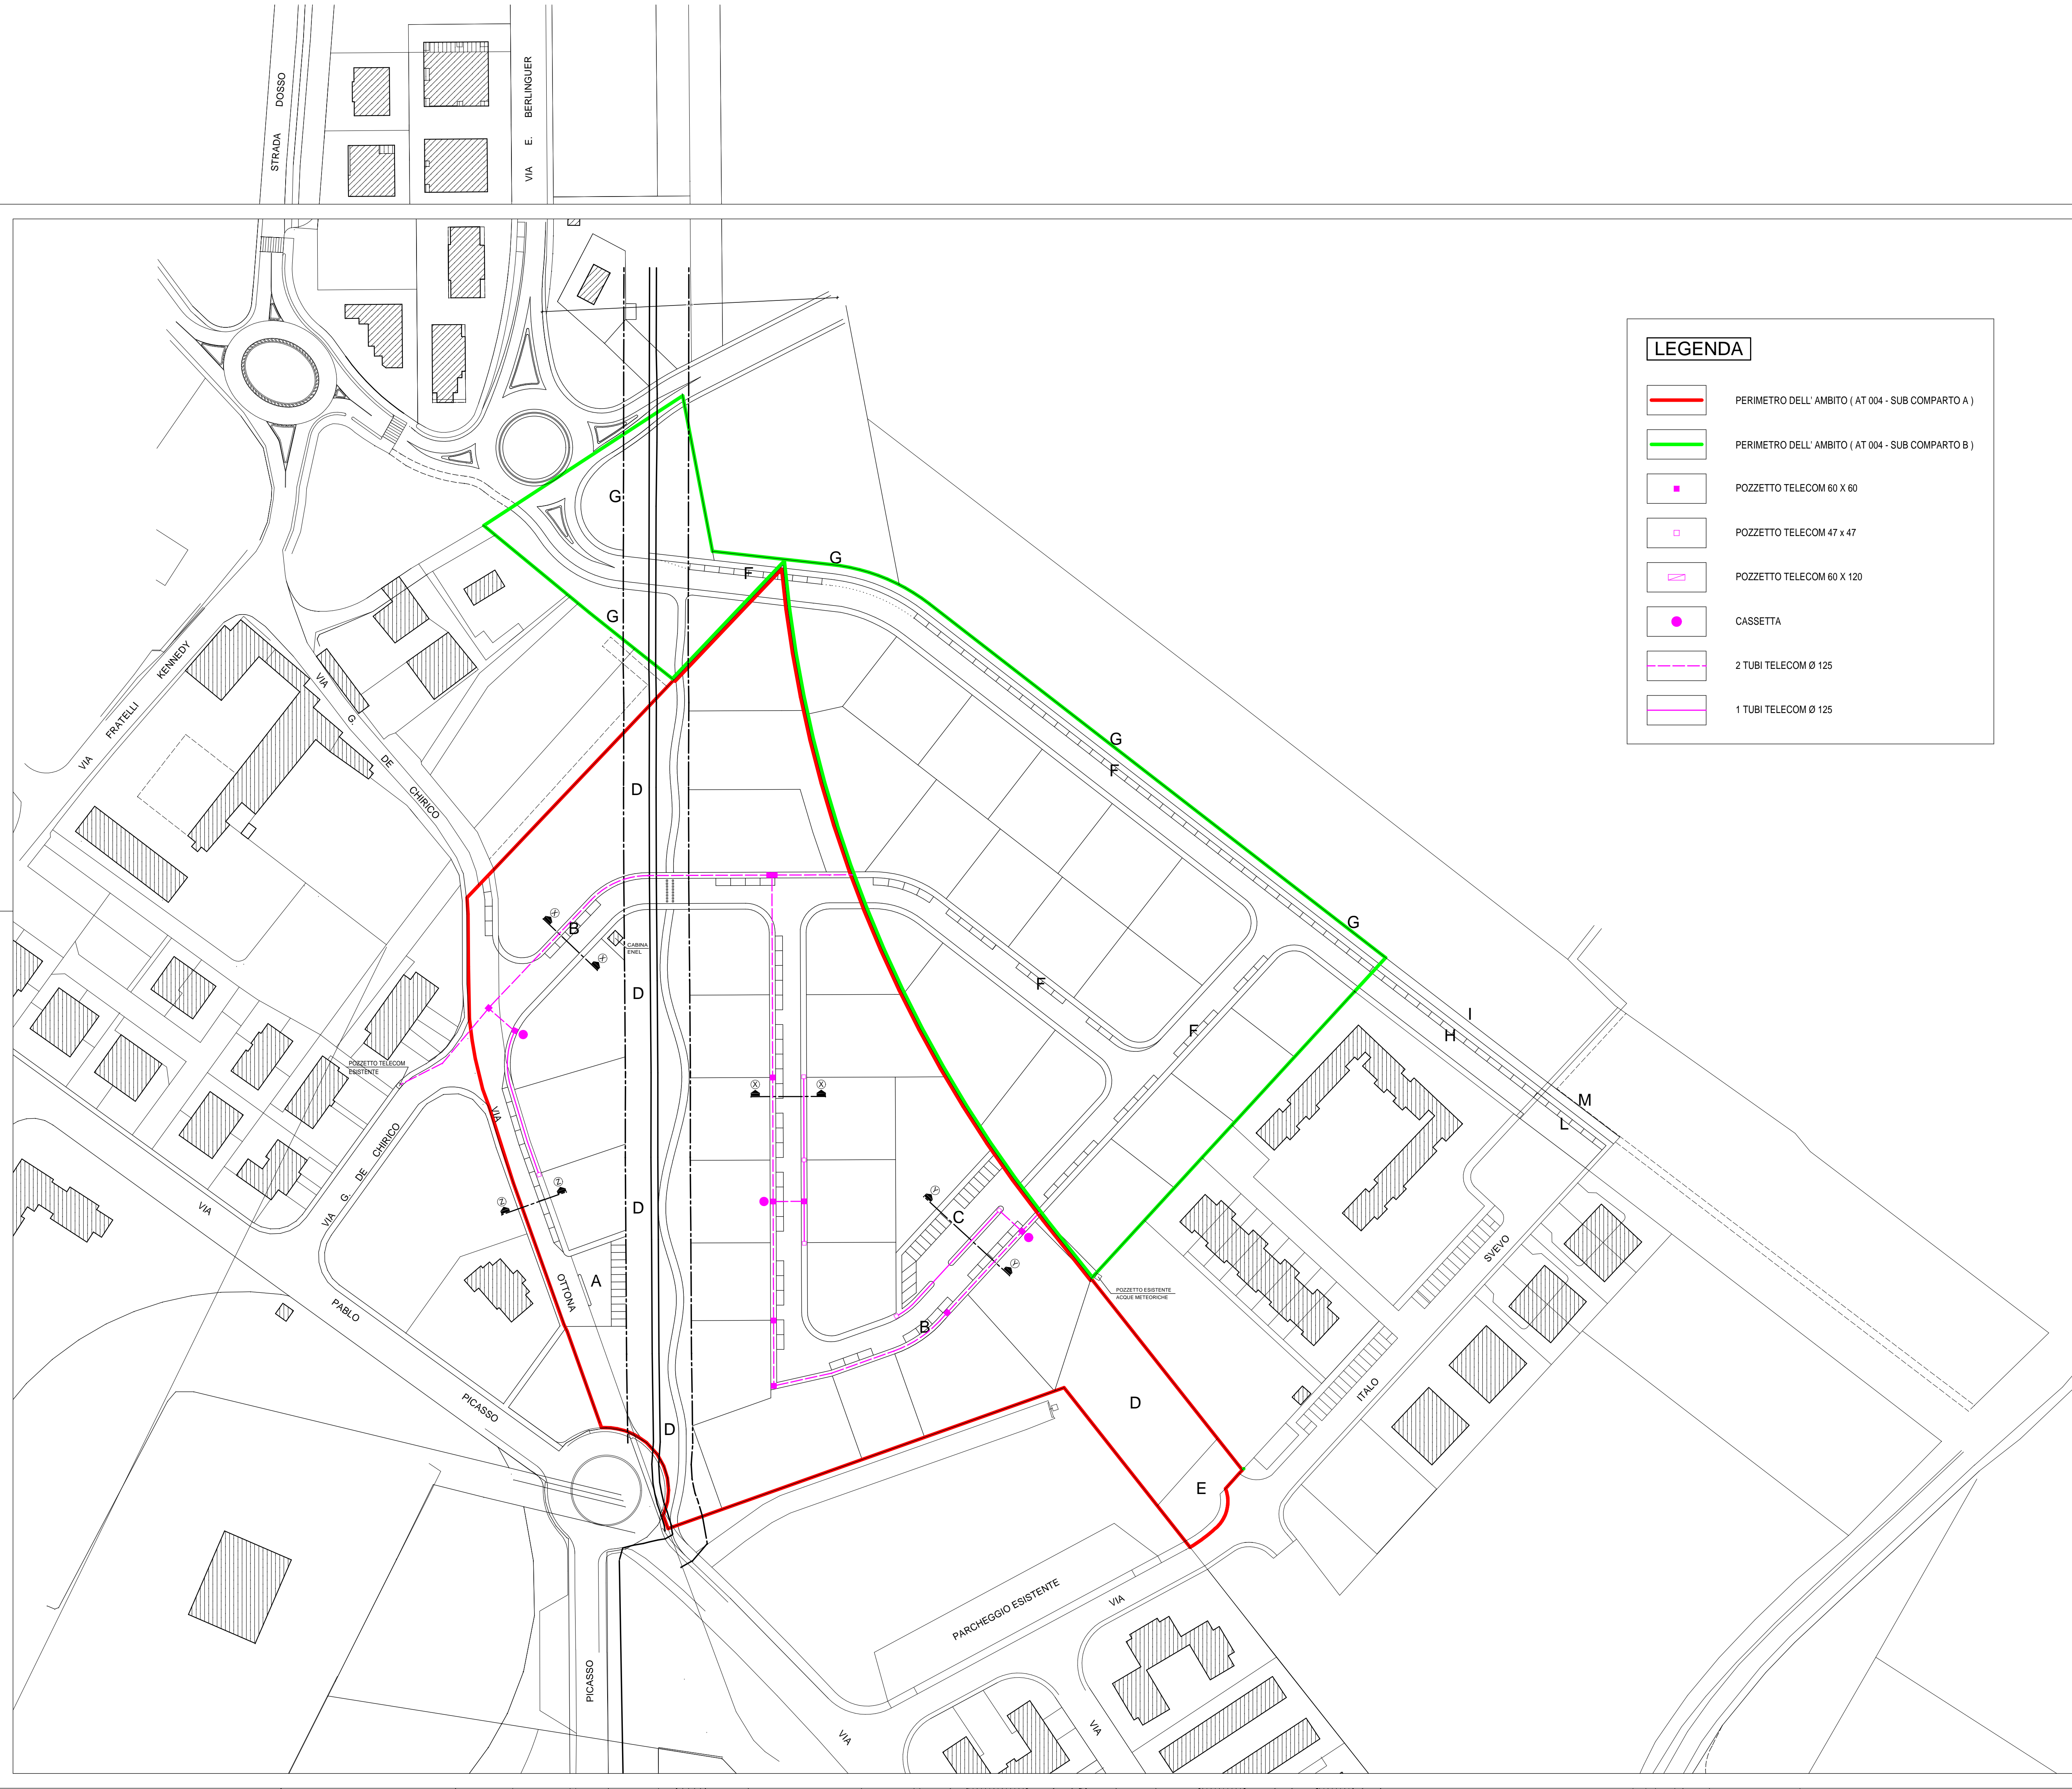 STRADA DOSSO
VIA E. BERLINGUER
LEGENDA
PERIMETRO DELL' AMBITO ( AT 004 - SUB COMPARTO A )
PERIMETRO DELL' AMBITO ( AT 004 - SUB COMPARTO B )
POZZETTO TELECOM 60 X 60
POZZETTO TELECOM 47 x 47
POZZETTO TELECOM 60 X 120
CASSETTA
2 TUBI TELECOM Ø 125
1 TUBI TELECOM Ø 125
G
G
F
G
VIA FRATELLI KENNEDY
VIA G. DE CHIRICO
G
F
D
G
B
X
X
CABINA
ENEL
D
F
F
I
H
POZZETTO TELECOM
ESISTENTE
X
X
M
L
VIA OTTONA
VIA G. DE CHIRICO
Z
Z
D
Y
C
Y
VIA PABLO PICASSO
A
B
POZZETTO ESISTENTE
ACQUE METEORICHE
VIA ITALO SVEVO
D
D
E
PARCHEGGIO ESISTENTE
PICASSO
VIA
VIA